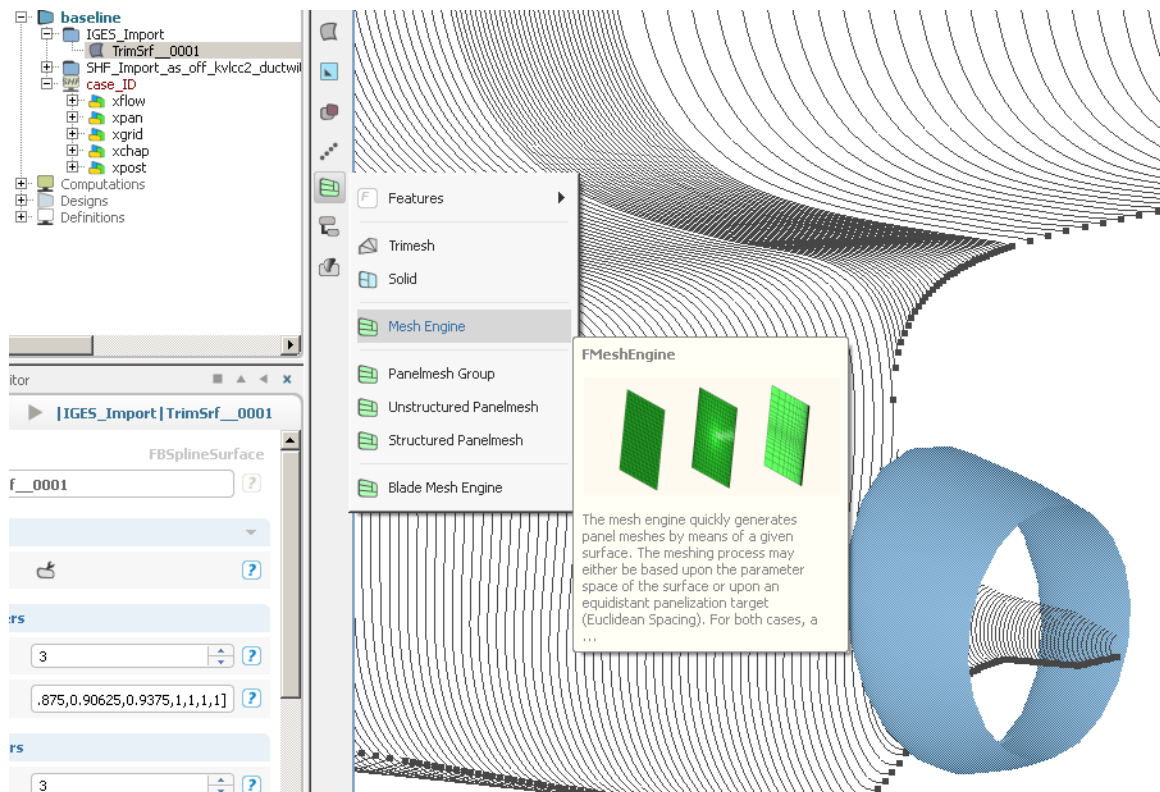 baseline
IGES_Import
TrimSrf__0001
SHF_Import_as_off_kvlcc2_ductwil
SHF case_ID
xflow
xpan
xgrid
xchap
xpost
Computations
Designs
Definitions
itor
|IGES_Import|TrimSrf__0001
FBSplineSurface
f__0001
?
?
ers
3
?
.875,0.90625,0.9375,1,1,1,1]
?
rs
3
?
F Features
Trimesh
Solid
Mesh Engine
Panelmesh Group
Unstructured Panelmesh
Structured Panelmesh
Blade Mesh Engine
FMeshEngine
The mesh engine quickly generates
panel meshes by means of a given
surface. The meshing process may
either be based upon the parameter
space of the surface or upon an
equidistant panelization target
(Euclidean Spacing). For both cases, a
...